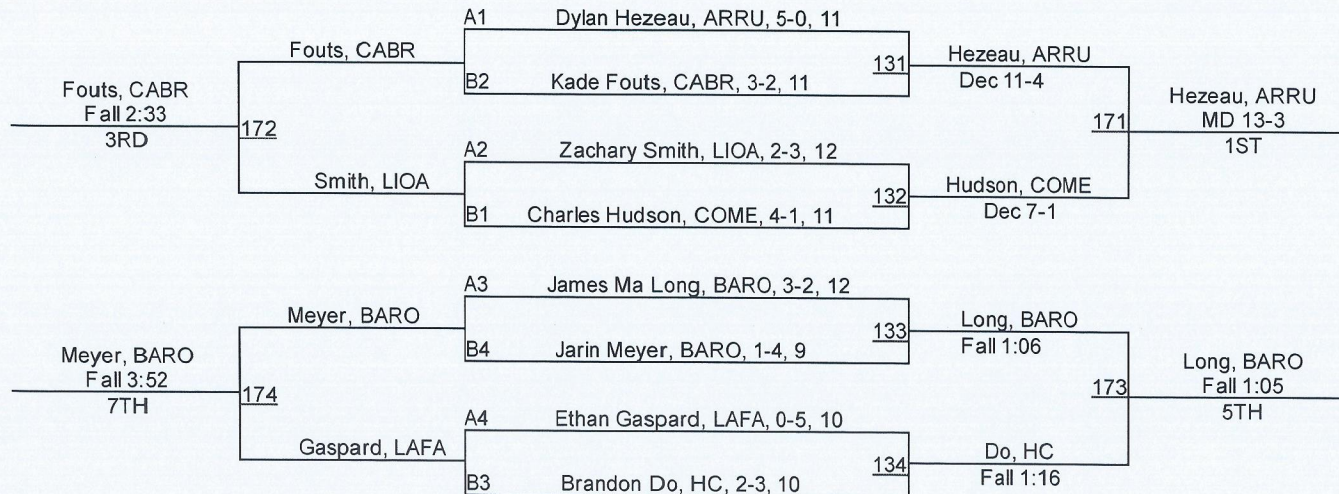 A1 Dylan Hezeau, ARRU, 5-0, 11
Fouts, CABR
131 Hezeau, ARRU
Dec 11-4
B2 Kade Fouts, CABR, 3-2, 11
Fouts, CABR
Fall 2:33
3RD
172
171
Hezeau, ARRU
MD 13-3
1ST
A2 Zachary Smith, LIOA, 2-3, 12
Smith, LIOA
132 Hudson, COME
Dec 7-1
B1 Charles Hudson, COME, 4-1, 11
A3 James Ma Long, BARO, 3-2, 12
Meyer, BARO
133 Long, BARO
Fall 1:06
B4 Jarin Meyer, BARO, 1-4, 9
Meyer, BARO
Fall 3:52
7TH
174
173
Long, BARO
Fall 1:05
5TH
A4 Ethan Gaspard, LAFA, 0-5, 10
Gaspard, LAFA
134 Do, HC
Fall 1:16
B3 Brandon Do, HC, 2-3, 10